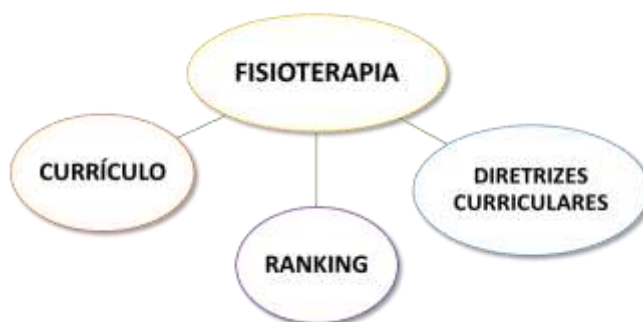 FISIOTERAPIA
CURRÍCULO
DIRETRIZES
CURRICULARES
RANKING